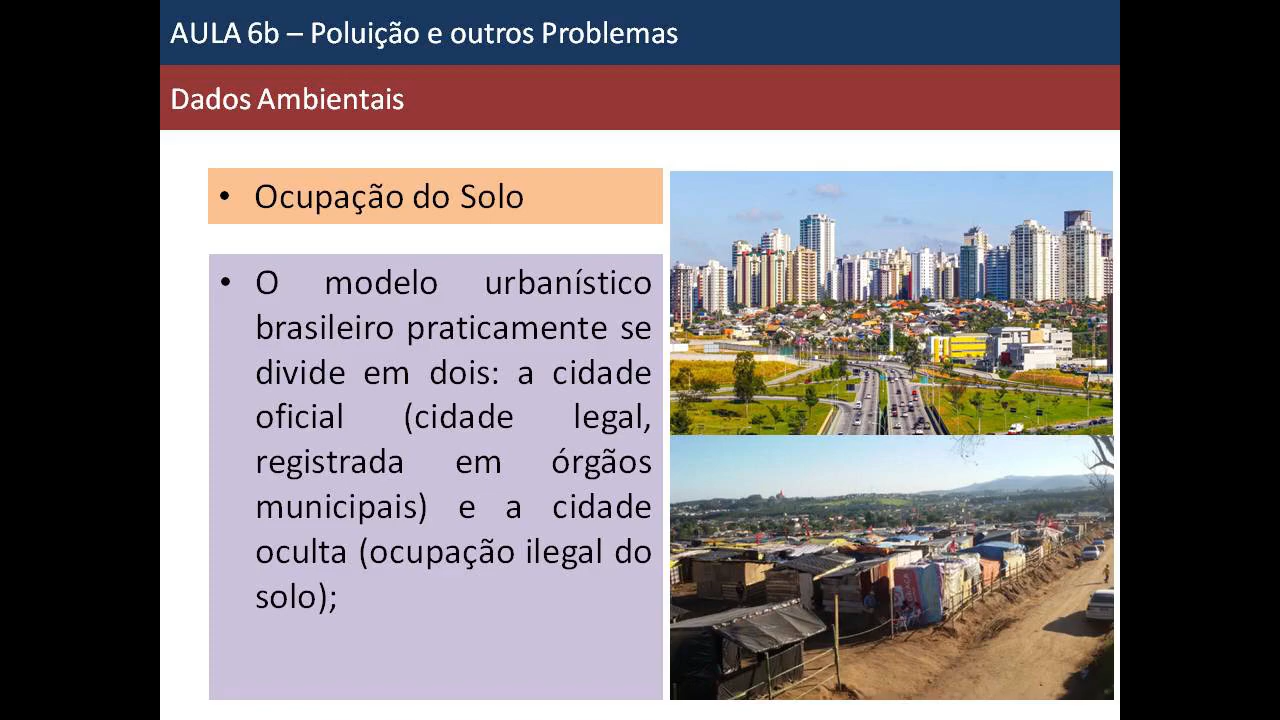 AULA 6b – Poluição e outros Problemas
Dados Ambientais
• Ocupação do Solo
• O modelo urbanístico
brasileiro praticamente se
divide em dois: a cidade
oficial (cidade legal,
registrada em órgãos
municipais) e a cidade
oculta (ocupação ilegal do
solo);